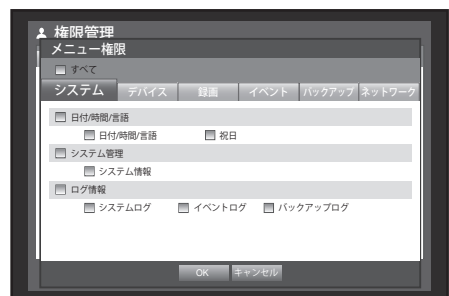 権限管理
メニュー権限
すべて
システム デバイス 録画 イベント バックアップ ネットワーク
日付/時間/言語
日付/時間/言語 祝日
システム管理
システム情報
ログ情報
システムログ イベントログ バックアップログ
OK キャンセル